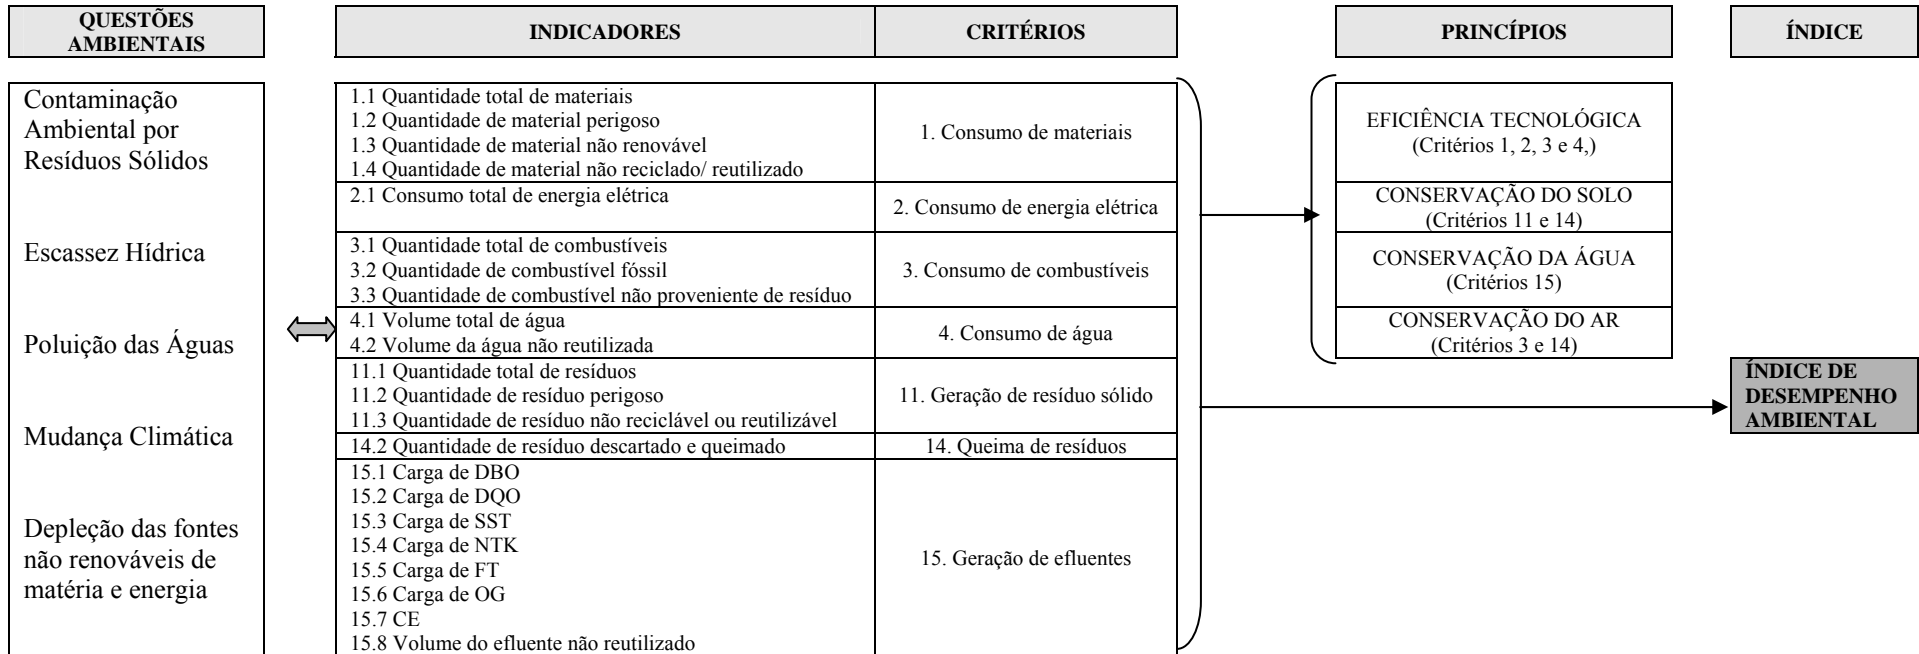 QUESTÕES
AMBIENTAIS
INDICADORES
CRITÉRIOS
PRINCÍPIOS
ÍNDICE
Contaminação
Ambiental por
Resíduos Sólidos
Escassez Hídrica
Poluição das Águas
Mudança Climática
Depleção das fontes
não renováveis de
matéria e energia
1.1 Quantidade total de materiais
1.2 Quantidade de material perigoso
1.3 Quantidade de material não renovável
1.4 Quantidade de material não reciclado/ reutilizado
1. Consumo de materiais
2.1 Consumo total de energia elétrica
2. Consumo de energia elétrica
3.1 Quantidade total de combustíveis
3.2 Quantidade de combustível fóssil
3.3 Quantidade de combustível não proveniente de resíduo
3. Consumo de combustíveis
4.1 Volume total de água
4.2 Volume da água não reutilizada
4. Consumo de água
11.1 Quantidade total de resíduos
11.2 Quantidade de resíduo perigoso
11.3 Quantidade de resíduo não reciclável ou reutilizável
11. Geração de resíduo sólido
14.2 Quantidade de resíduo descartado e queimado
14. Queima de resíduos
15.1 Carga de DBO
15.2 Carga de DQO
15.3 Carga de SST
15.4 Carga de NTK
15.5 Carga de FT
15.6 Carga de OG
15.7 CE
15.8 Volume do efluente não reutilizado
15. Geração de efluentes
EFICIÊNCIA TECNOLÓGICA
(Critérios 1, 2, 3 e 4,)
CONSERVAÇÃO DO SOLO
(Critérios 11 e 14)
CONSERVAÇÃO DA ÁGUA
(Critérios 15)
CONSERVAÇÃO DO AR
(Critérios 3 e 14)
ÍNDICE DE
DESEMPENHO
AMBIENTAL